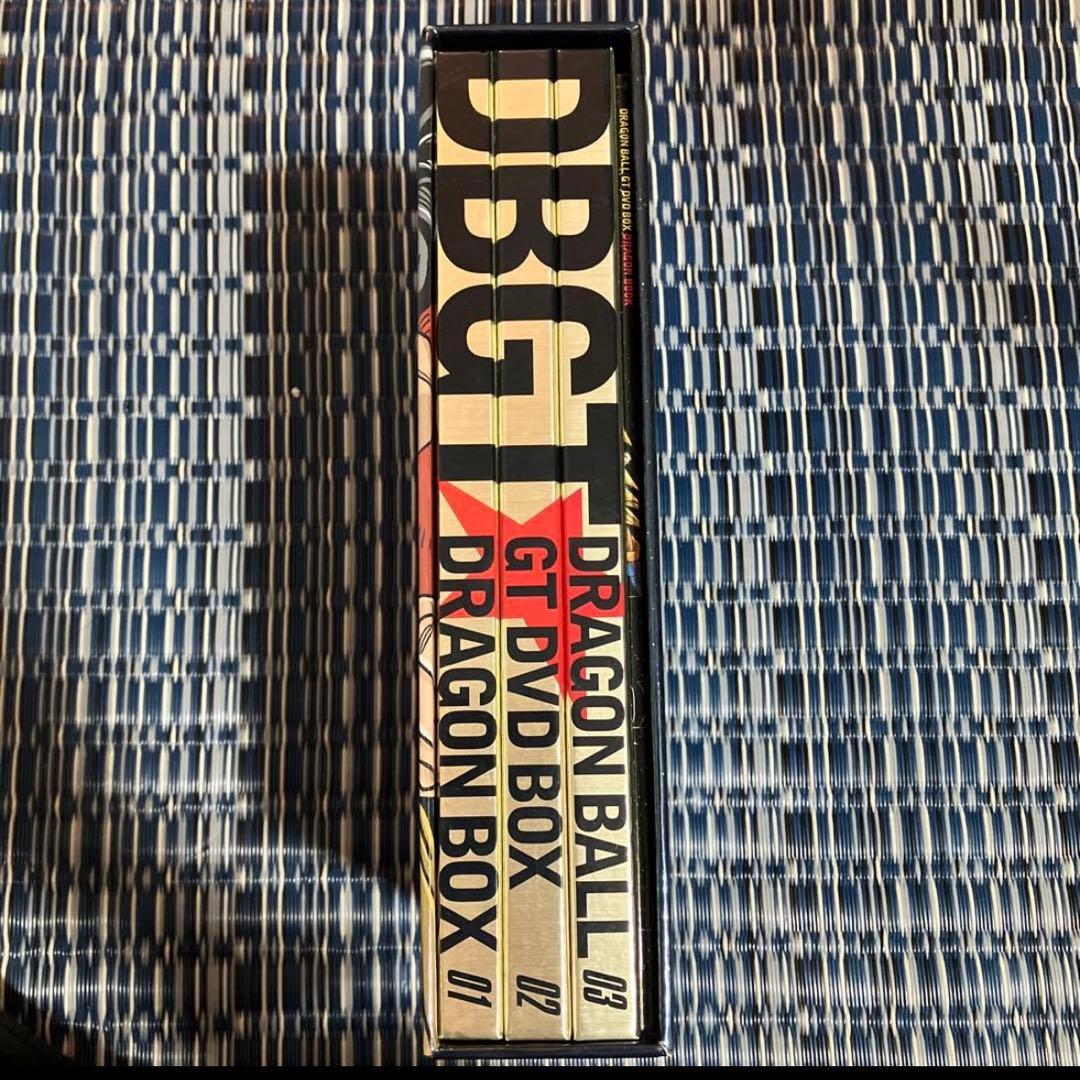 DBGT
DRAGON BALL
GT DVD BOX
DRAGON BOX
01
02
03
DRAGON BALL GT DVD BOX DRAGON BOOK